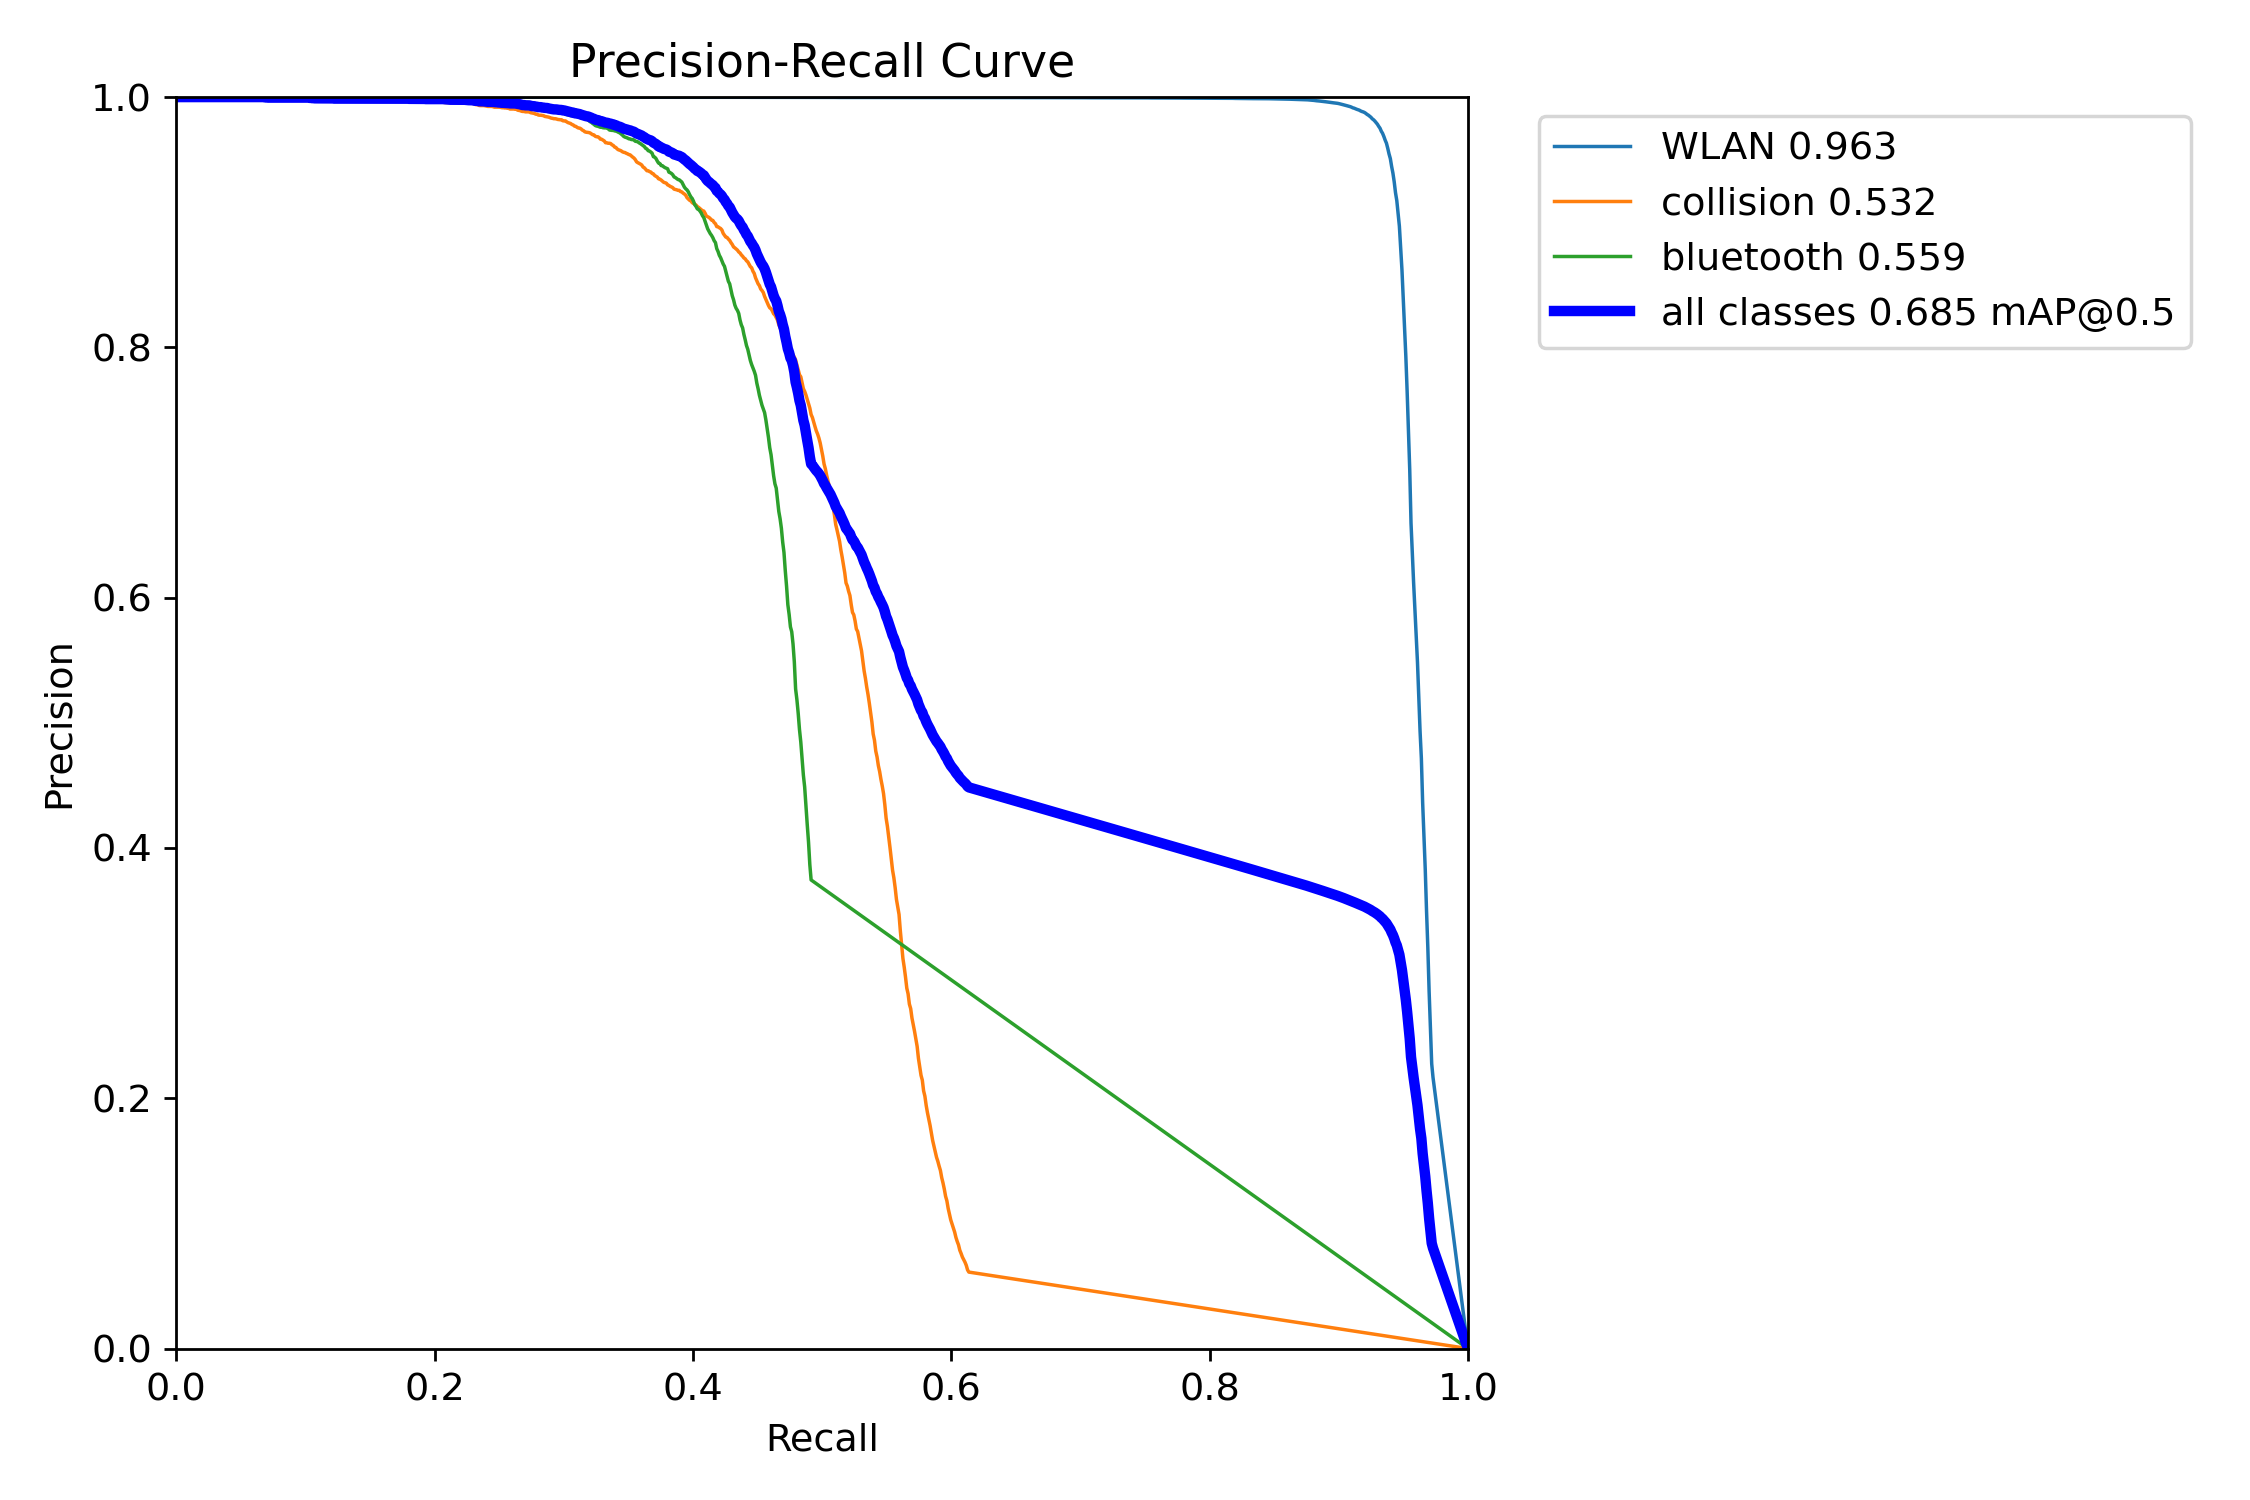 Precision-Recall Curve
1.0
0.8
0.6
0.4
0.2
0.0
Precision
0.0 0.2 0.4 0.6 0.8 1.0
Recall
WLAN 0.963
collision 0.532
bluetooth 0.559
all classes 0.685 mAP@0.5